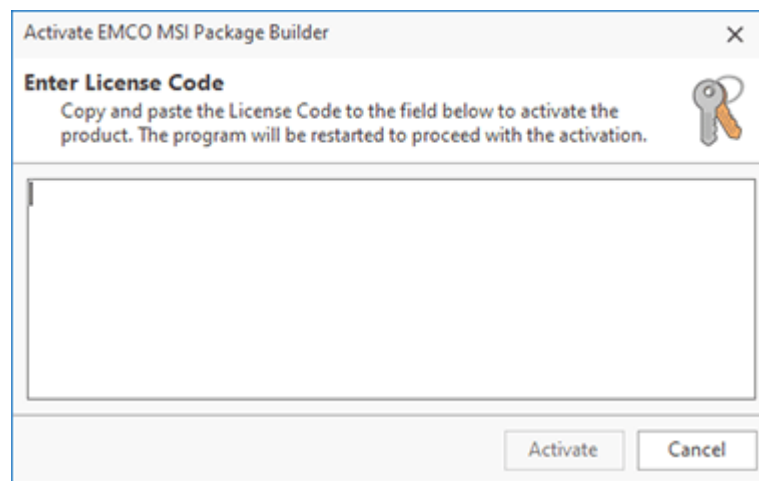 Activate EMCO MSI Package Builder
Enter License Code
Copy and paste the License Code to the field below to activate the
product. The program will be restarted to proceed with the activation.
Activate Cancel